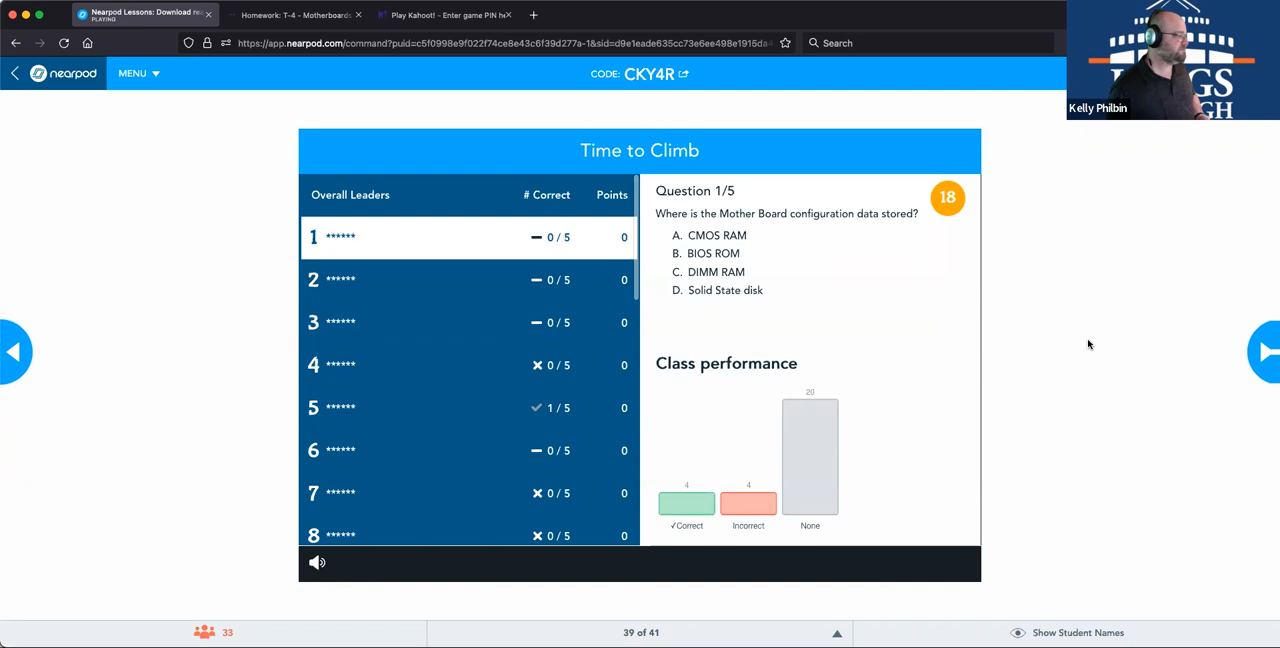 Nearpod Lessons: Download rea
PLAYING
Homework: T-4 - Motherboards
Play Kahoot! - Enter game PIN he
https://app.nearpod.com/command?puid=c5f0998e9f022f74ce8e43c6f39d277a-1&sid=d9e1eade635cc73e6ee498e1915da4
Search
nearpod
MENU
CODE: CKY4R
Kelly Philbin
Time to Climb
Overall Leaders # Correct Points
1 ****** 0 / 5 0
2 ****** 0 / 5 0
3 ****** 0 / 5 0
4 ****** 0 / 5 0
5 ****** 1 / 5 0
6 ****** 0 / 5 0
7 ****** 0 / 5 0
8 ****** 0 / 5 0
Question 1/5
18
Where is the Mother Board configuration data stored?
A. CMOS RAM
B. BIOS ROM
C. DIMM RAM
D. Solid State disk
Class performance
20
4 4
✓Correct Incorrect None
33
39 of 41
Show Student Names